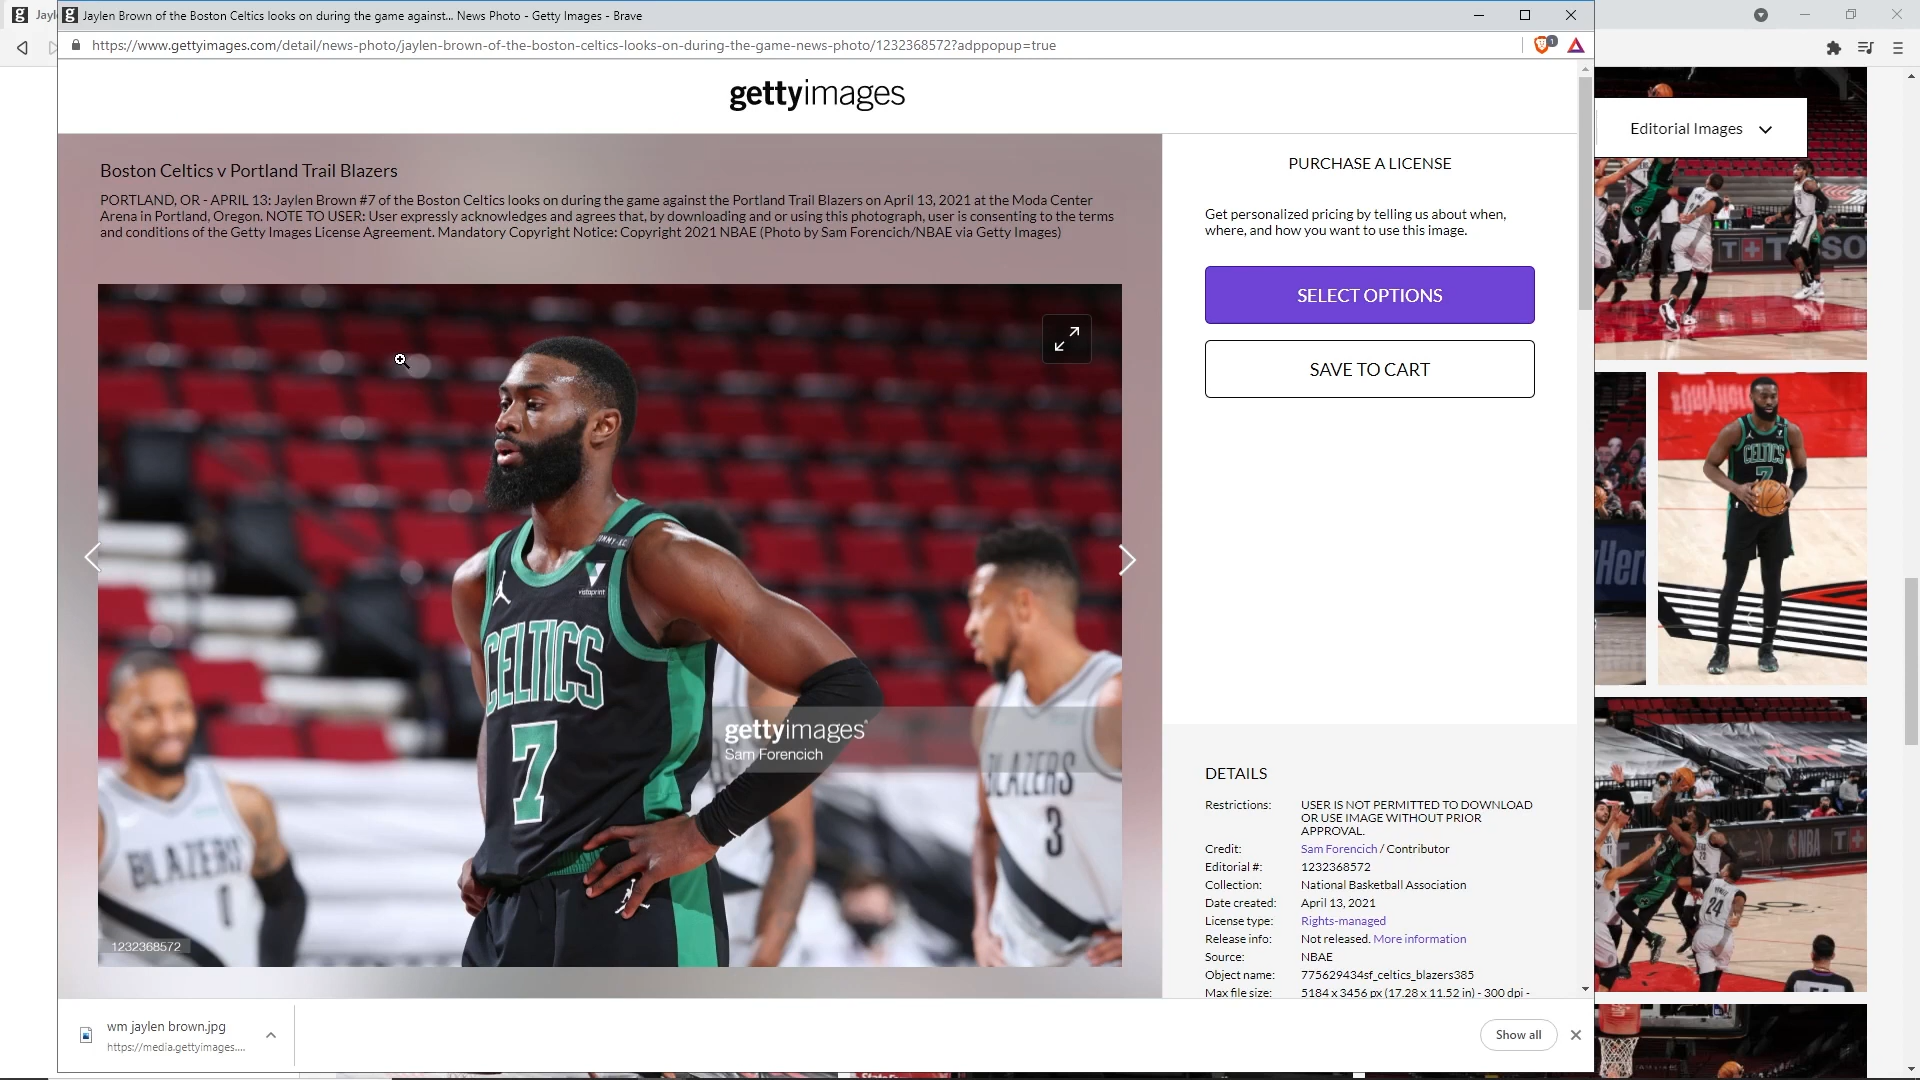 Jayl
Jaylen Brown of the Boston Celtics looks on during the game against... News Photo - Getty Images - Brave
https://www.gettyimages.com/detail/news-photo/jaylen-brown-of-the-boston-celtics-looks-on-during-the-game-news-photo/1232368572?adppopup=true
1
gettyimages
Editorial Images
Boston Celtics v Portland Trail Blazers
PORTLAND, OR - APRIL 13: Jaylen Brown #7 of the Boston Celtics looks on during the game against the Portland Trail Blazers on April 13, 2021 at the Moda Center
Arena in Portland, Oregon. NOTE TO USER: User expressly acknowledges and agrees that, by downloading and or using this photograph, user is consenting to the terms
and conditions of the Getty Images License Agreement. Mandatory Copyright Notice: Copyright 2021 NBAE (Photo by Sam Forencich/NBAE via Getty Images)
PURCHASE A LICENSE
Get personalized pricing by telling us about when,
where, and how you want to use this image.
SELECT OPTIONS
SAVE TO CART
vistaprint
CELTICS
7
gettyimages
Sam Forencich
BLAZERS
3
BLAZERS
1
1232368572
DETAILS
Restrictions: USER IS NOT PERMITTED TO DOWNLOAD
OR USE IMAGE WITHOUT PRIOR
APPROVAL.
Credit: Sam Forencich / Contributor
Editorial #: 1232368572
Collection: National Basketball Association
Date created: April 13, 2021
License type: Rights-managed
Release info: Not released. More information
Source: NBAE
Object name: 775629434sf_celtics_blazers385
Max file size: 5184 x 3456 px (17.28 x 11.52 in) - 300 dpi -
CELTICS
7
NBA
24
wm jaylen brown.jpg
https://media.gettyimages....
Show all